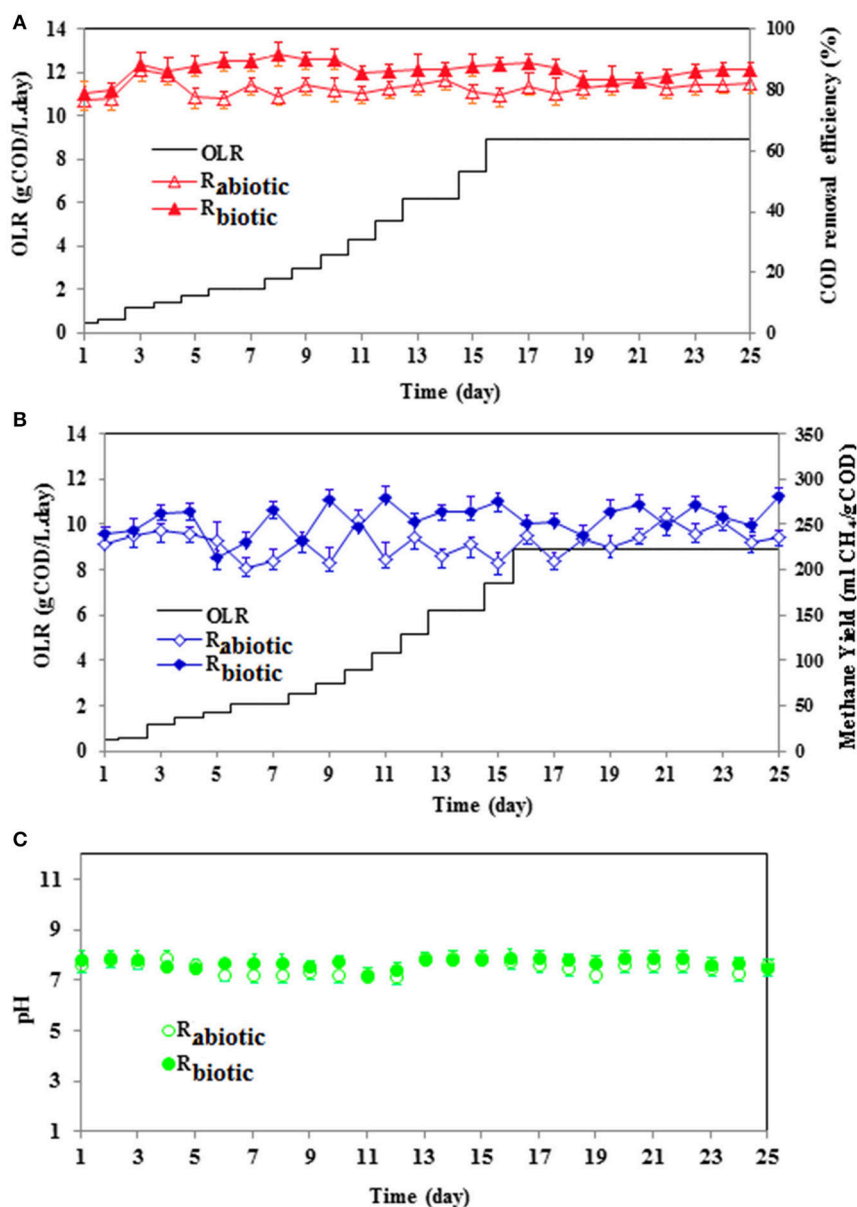 A
OLR (gCOD/L.day)
14
12
10
8
6
4
2
0
100
80
60
40
20
0
COD removal efficiency (%)
OLR
Rabiotic
Rbiotic
1 3 5 7 9 11 13 15 17 19 21 23 25
Time (day)
B
OLR (gCOD/L.day)
14
12
10
8
6
4
2
0
350
300
250
200
150
100
50
0
Methane Yield (ml CH₄/gCOD)
OLR
Rabiotic
Rbiotic
1 3 5 7 9 11 13 15 17 19 21 23 25
Time (day)
C
pH
11
9
7
5
3
1
Rabiotic
Rbiotic
1 3 5 7 9 11 13 15 17 19 21 23 25
Time (day)